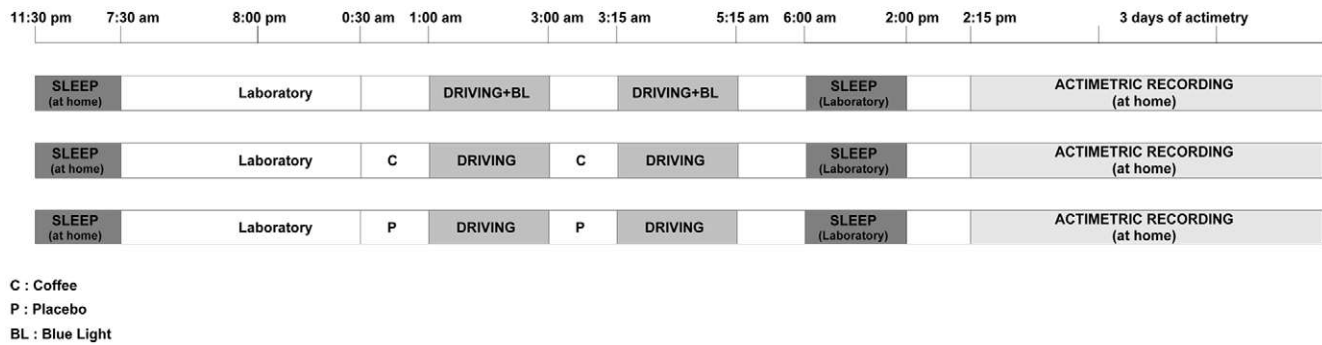 11:30 pm 7:30 am 8:00 pm 0:30 am 1:00 am 3:00 am 3:15 am 5:15 am 6:00 am 2:00 pm 2:15 pm 3 days of actimetry
SLEEP (at home) Laboratory DRIVING+BL DRIVING+BL SLEEP (Laboratory) ACTIMETRIC RECORDING (at home)
SLEEP (at home) Laboratory C DRIVING C DRIVING SLEEP (Laboratory) ACTIMETRIC RECORDING (at home)
SLEEP (at home) Laboratory P DRIVING P DRIVING SLEEP (Laboratory) ACTIMETRIC RECORDING (at home)
C : Coffee
P : Placebo
BL : Blue Light